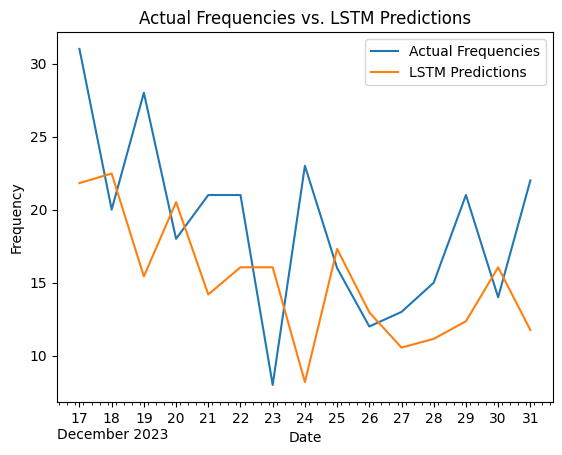 Actual Frequencies vs. LSTM Predictions
Actual Frequencies
LSTM Predictions
Frequency
30
25
20
15
10
17 18 19 20 21 22 23 24 25 26 27 28 29 30 31
December 2023
Date